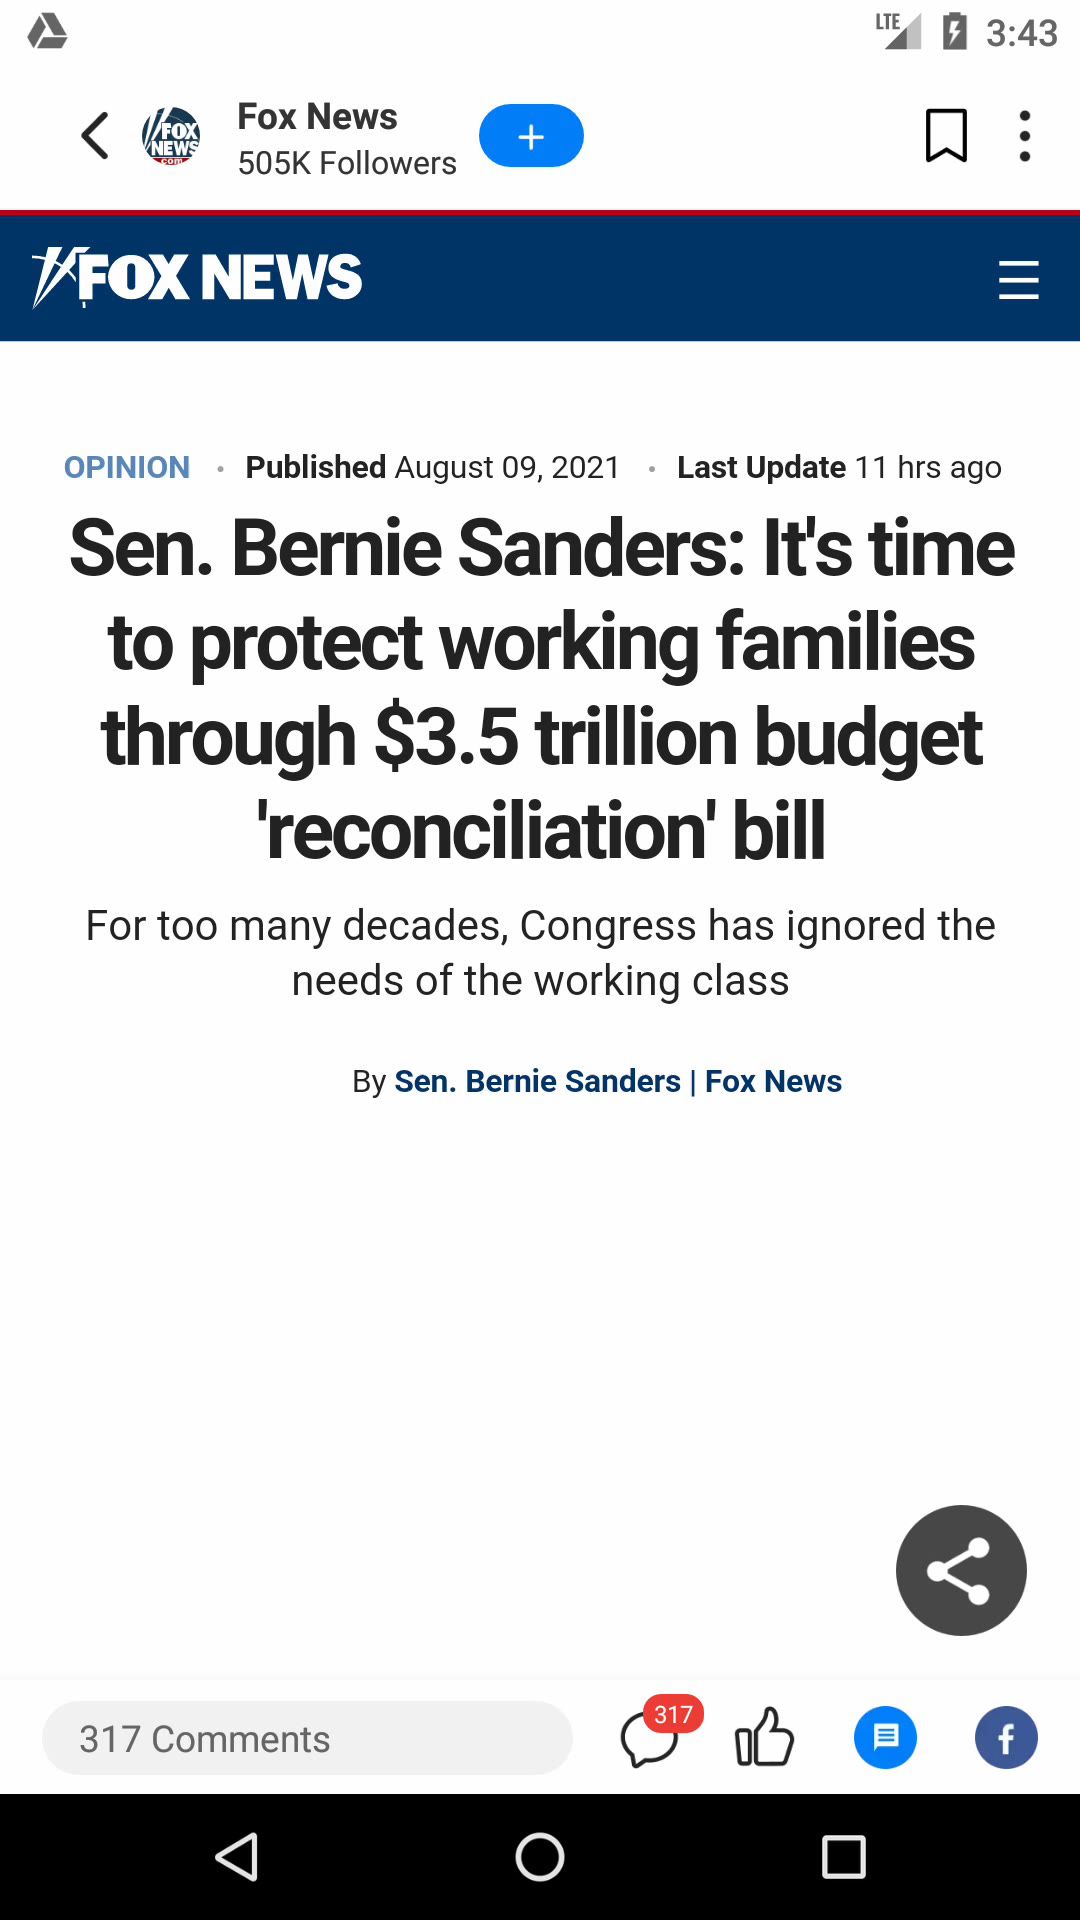 LTE 3:43
FOX NEWS .com
Fox News
505K Followers
FOX NEWS
OPINION · Published August 09, 2021 · Last Update 11 hrs ago
Sen. Bernie Sanders: It's time
to protect working families
through $3.5 trillion budget
'reconciliation' bill
For too many decades, Congress has ignored the
needs of the working class
By Sen. Bernie Sanders | Fox News
317 Comments
317
f